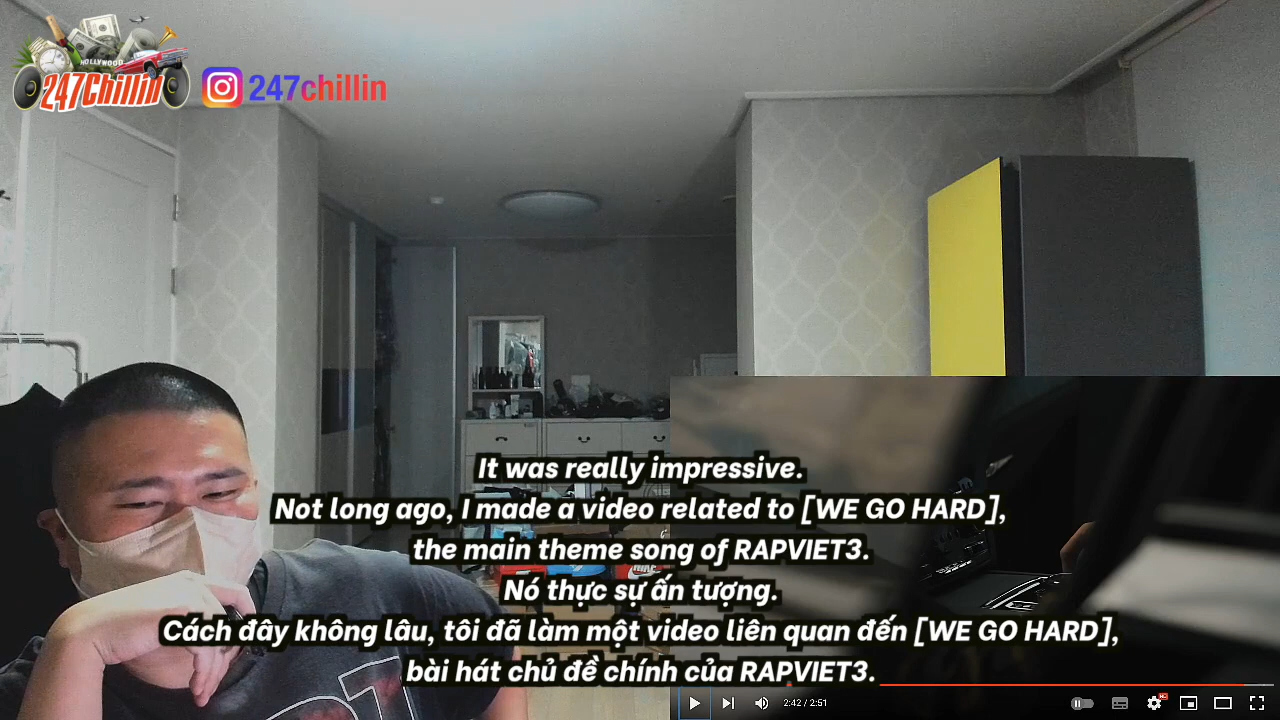 HOLLYWOOD
247Chillin
247chillin
It was really impressive.
Not long ago, I made a video related to [WE GO HARD],
the main theme song of RAPVIET3.
Nó thực sự ấn tượng.
Cách đây không lâu, tôi đã làm một video liên quan đến [WE GO HARD],
bài hát chủ đề chính của RAPVIET3.
NIKE
2:42 / 2:51
HD